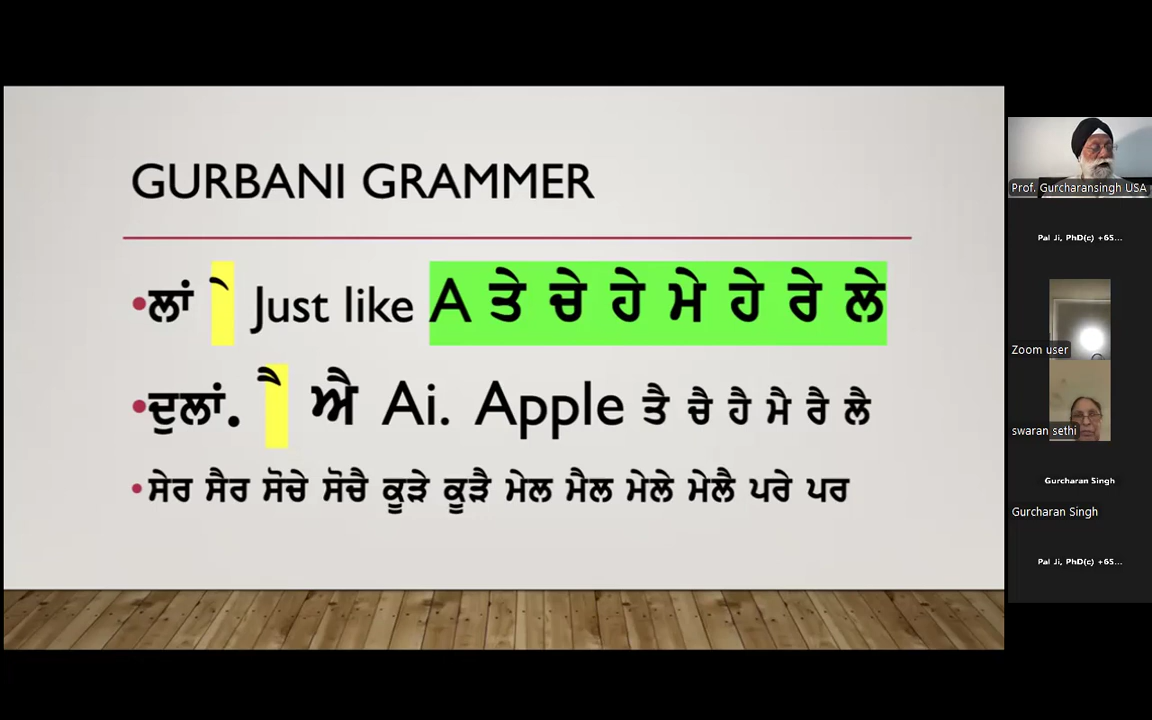 GURBANI GRAMMER
•ਲਾਂ ੇ Just like A ਤੇ ਚੇ ਹੇ ਮੇ ਹੇ ਰੇ ਲੇ
•ਦੁਲਾਂ. ੈ ਐ Ai. Apple ਤੈ ਚੈ ਹੈ ਮੈ ਰੈ ਲੈ
•ਸੇਰ ਸੈਰ ਸੋਚੇ ਸੋਚੈ ਕੂੜੇ ਕੂੜੈ ਮੇਲ ਮੈਲ ਮੇਲੇ ਮੇਲੈ ਪਰੇ ਪਰ
Prof. Gurcharansingh USA
Pal Ji, PhD(c) +65...
Zoom user
swaran sethi
Gurcharan Singh
Gurcharan Singh
Pal Ji, PhD(c) +65...